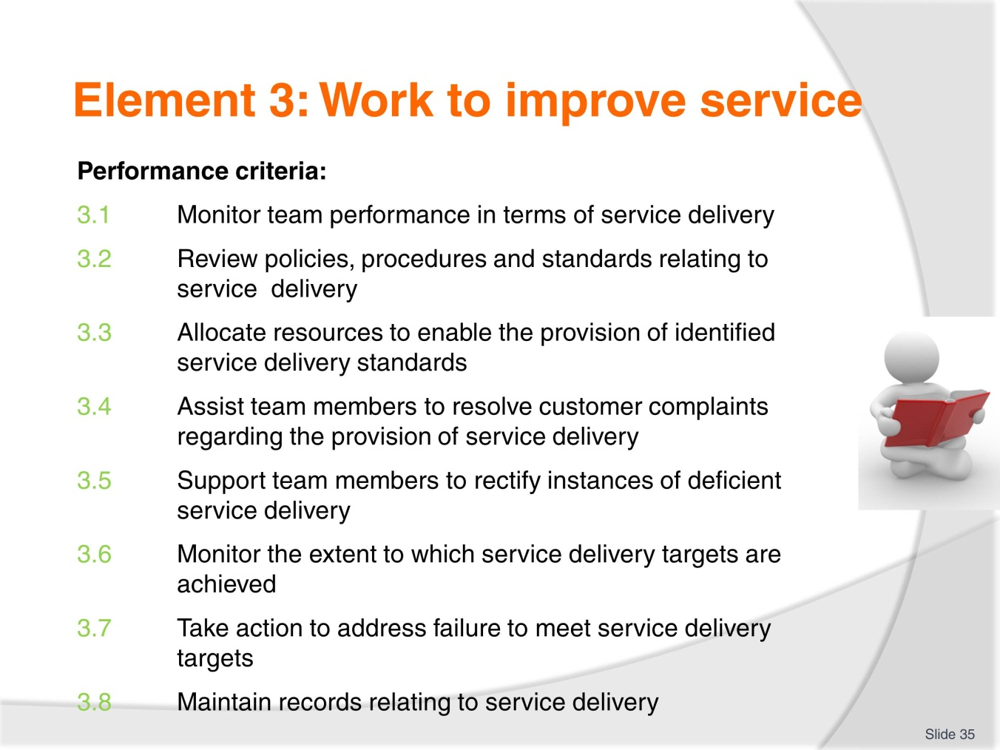 Element 3: Work to improve service
Performance criteria:
3.1 Monitor team performance in terms of service delivery
3.2 Review policies, procedures and standards relating to
service  delivery
3.3 Allocate resources to enable the provision of identified
service delivery standards
3.4 Assist team members to resolve customer complaints
regarding the provision of service delivery
3.5 Support team members to rectify instances of deficient
service delivery
3.6 Monitor the extent to which service delivery targets are
achieved
3.7 Take action to address failure to meet service delivery
targets
3.8 Maintain records relating to service delivery
Slide 35